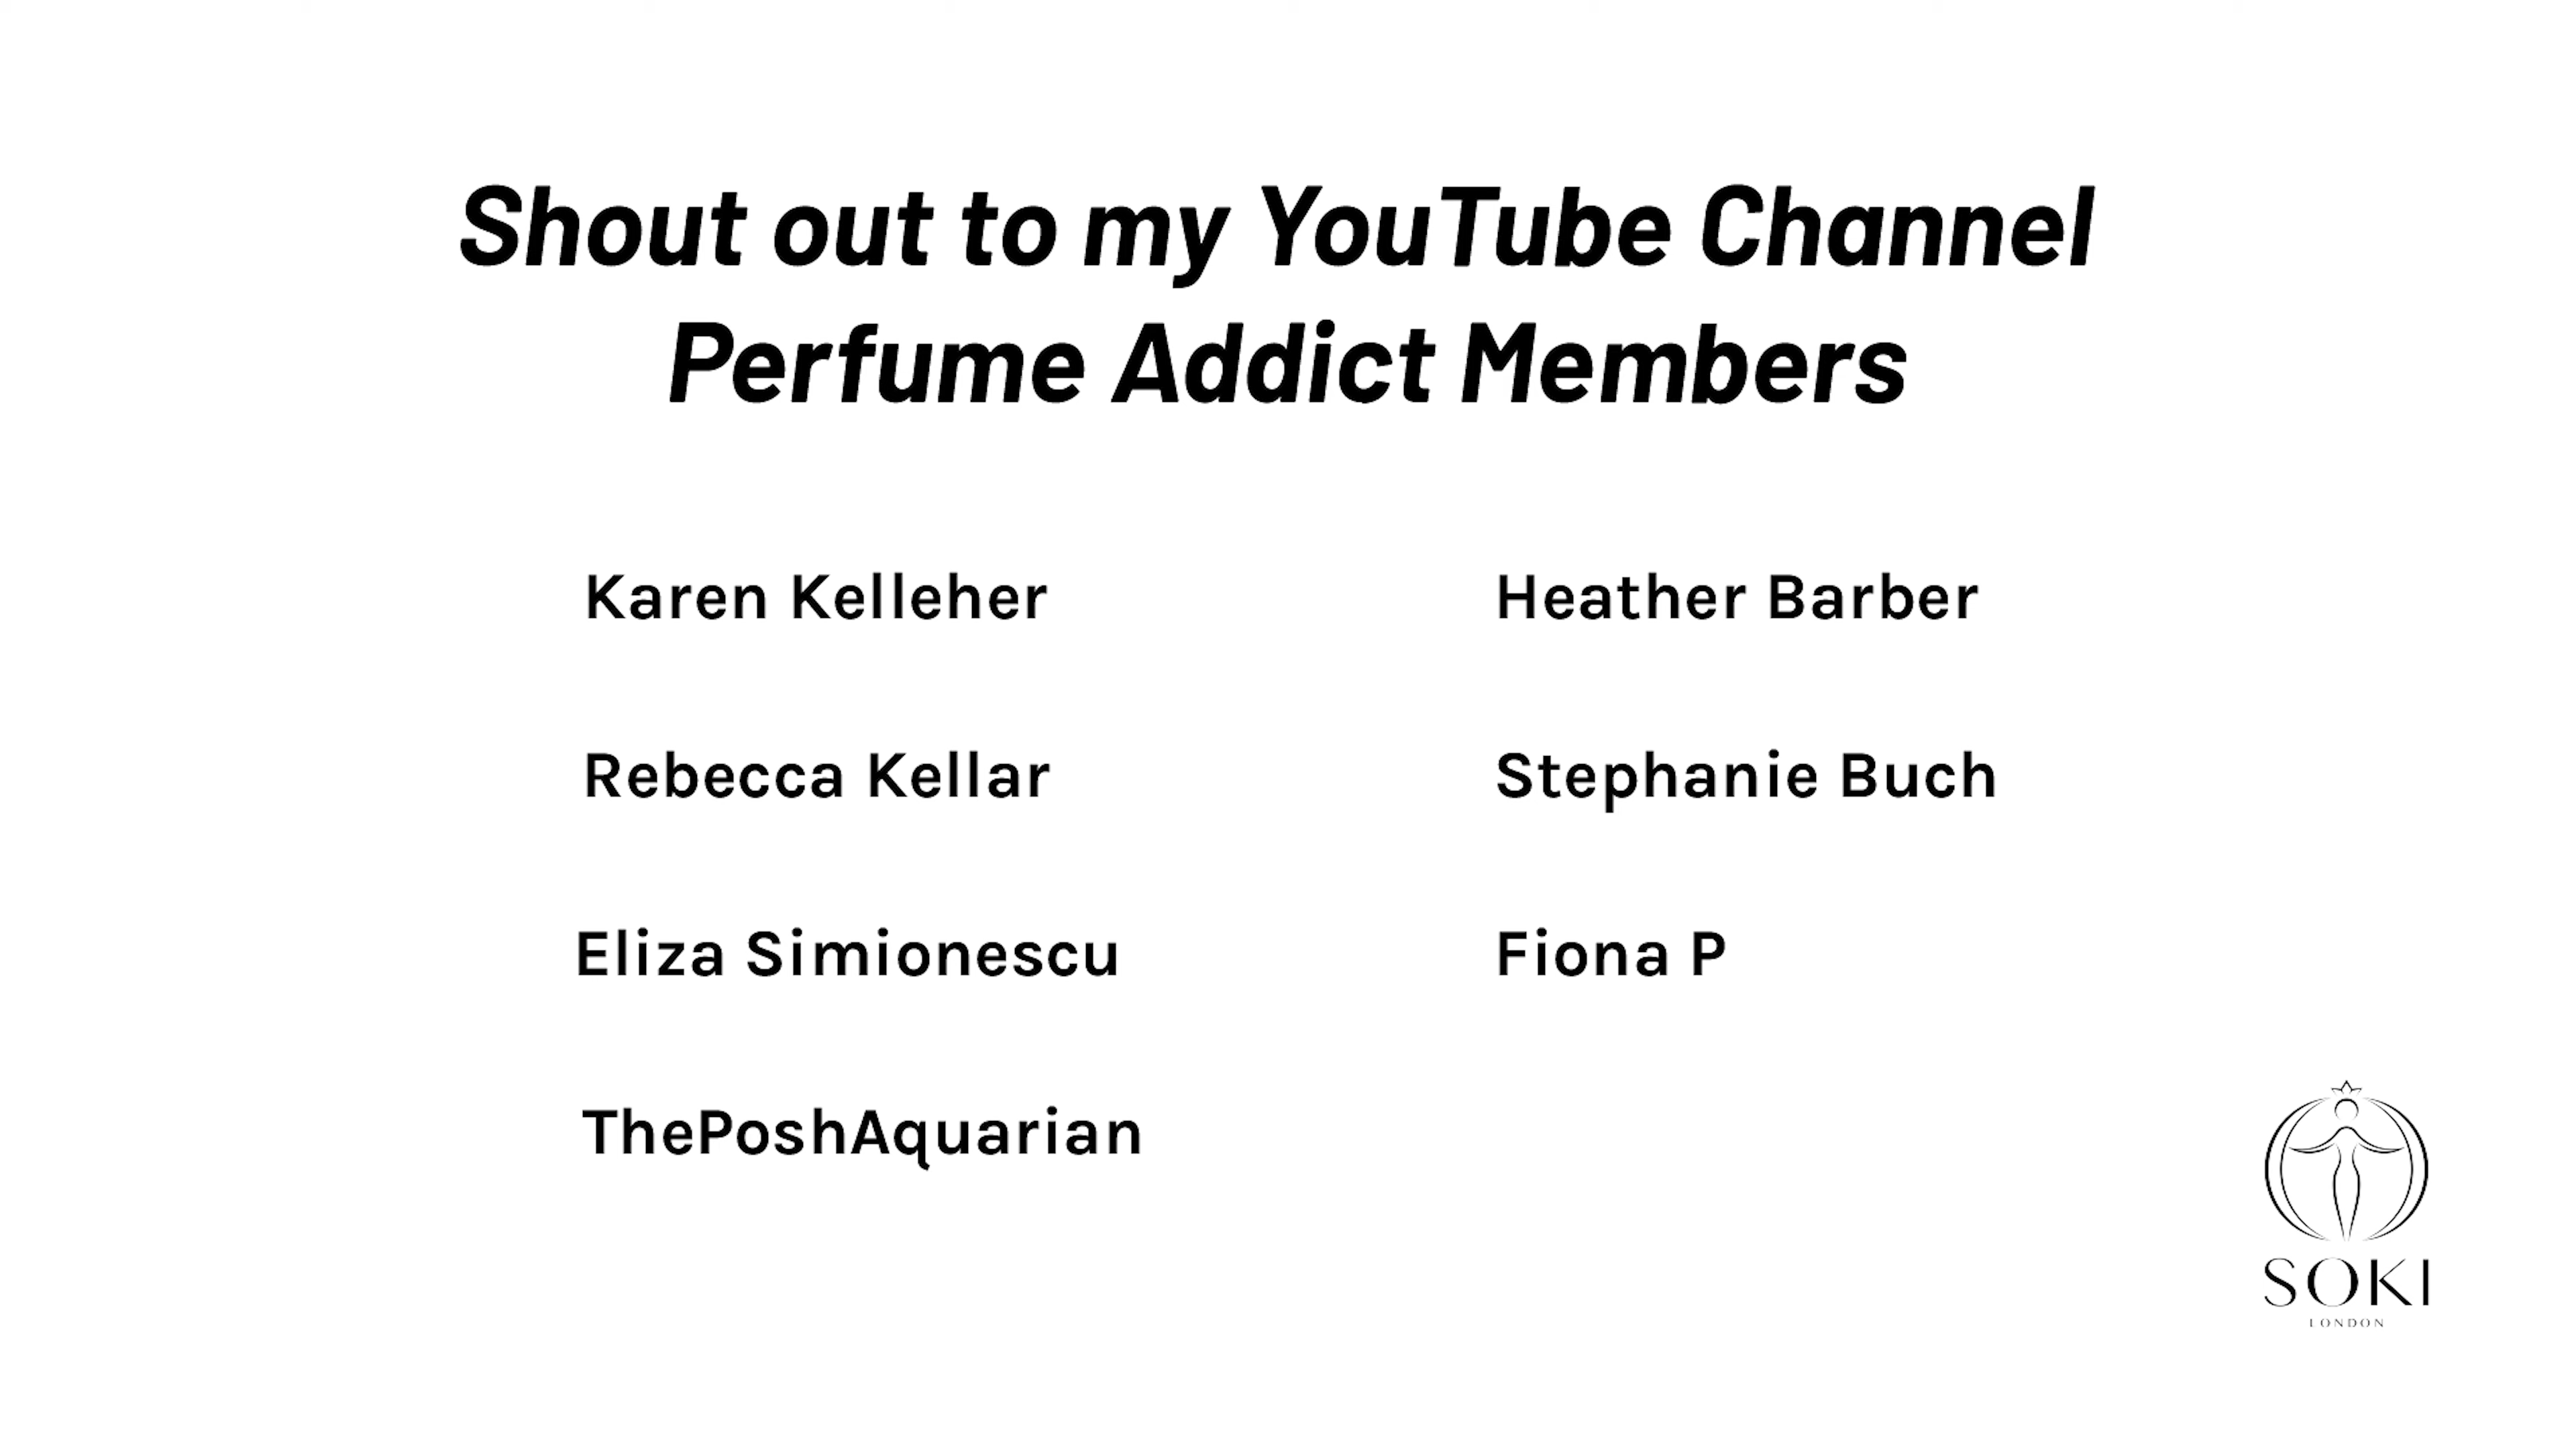 Shout out to my YouTube Channel
Perfume Addict Members
Karen Kelleher
Rebecca Kellar
Eliza Simionescu
ThePoshAquarian
Heather Barber
Stephanie Buch
Fiona P
SOKI
LONDON